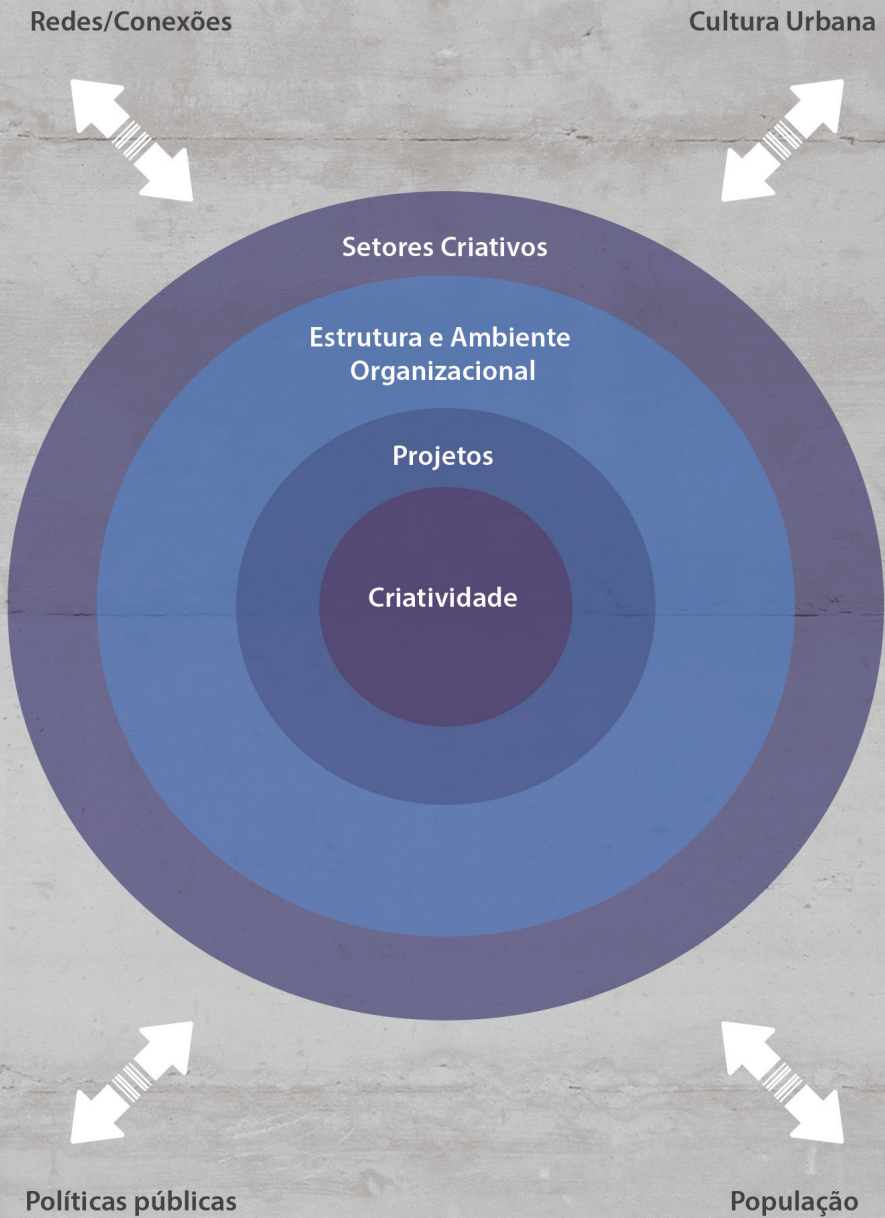 Redes/Conexões
Cultura Urbana
Setores Criativos
Estrutura e Ambiente
Organizacional
Projetos
Criatividade
Políticas públicas
População